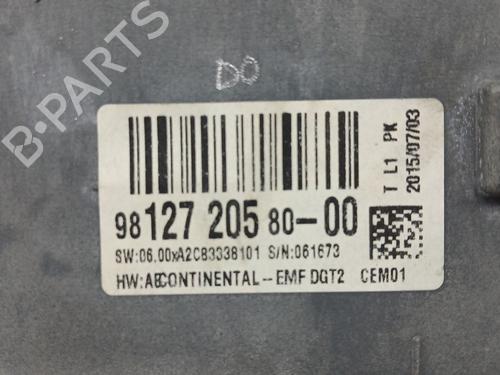 DO
B-PARTS
98 127 205 80-00
SW:06.00xA2C83338101 S/N:061673
HW:AECONTINENTAL--EMF DGT2 CEM01
T L1 PK
2015/07/03